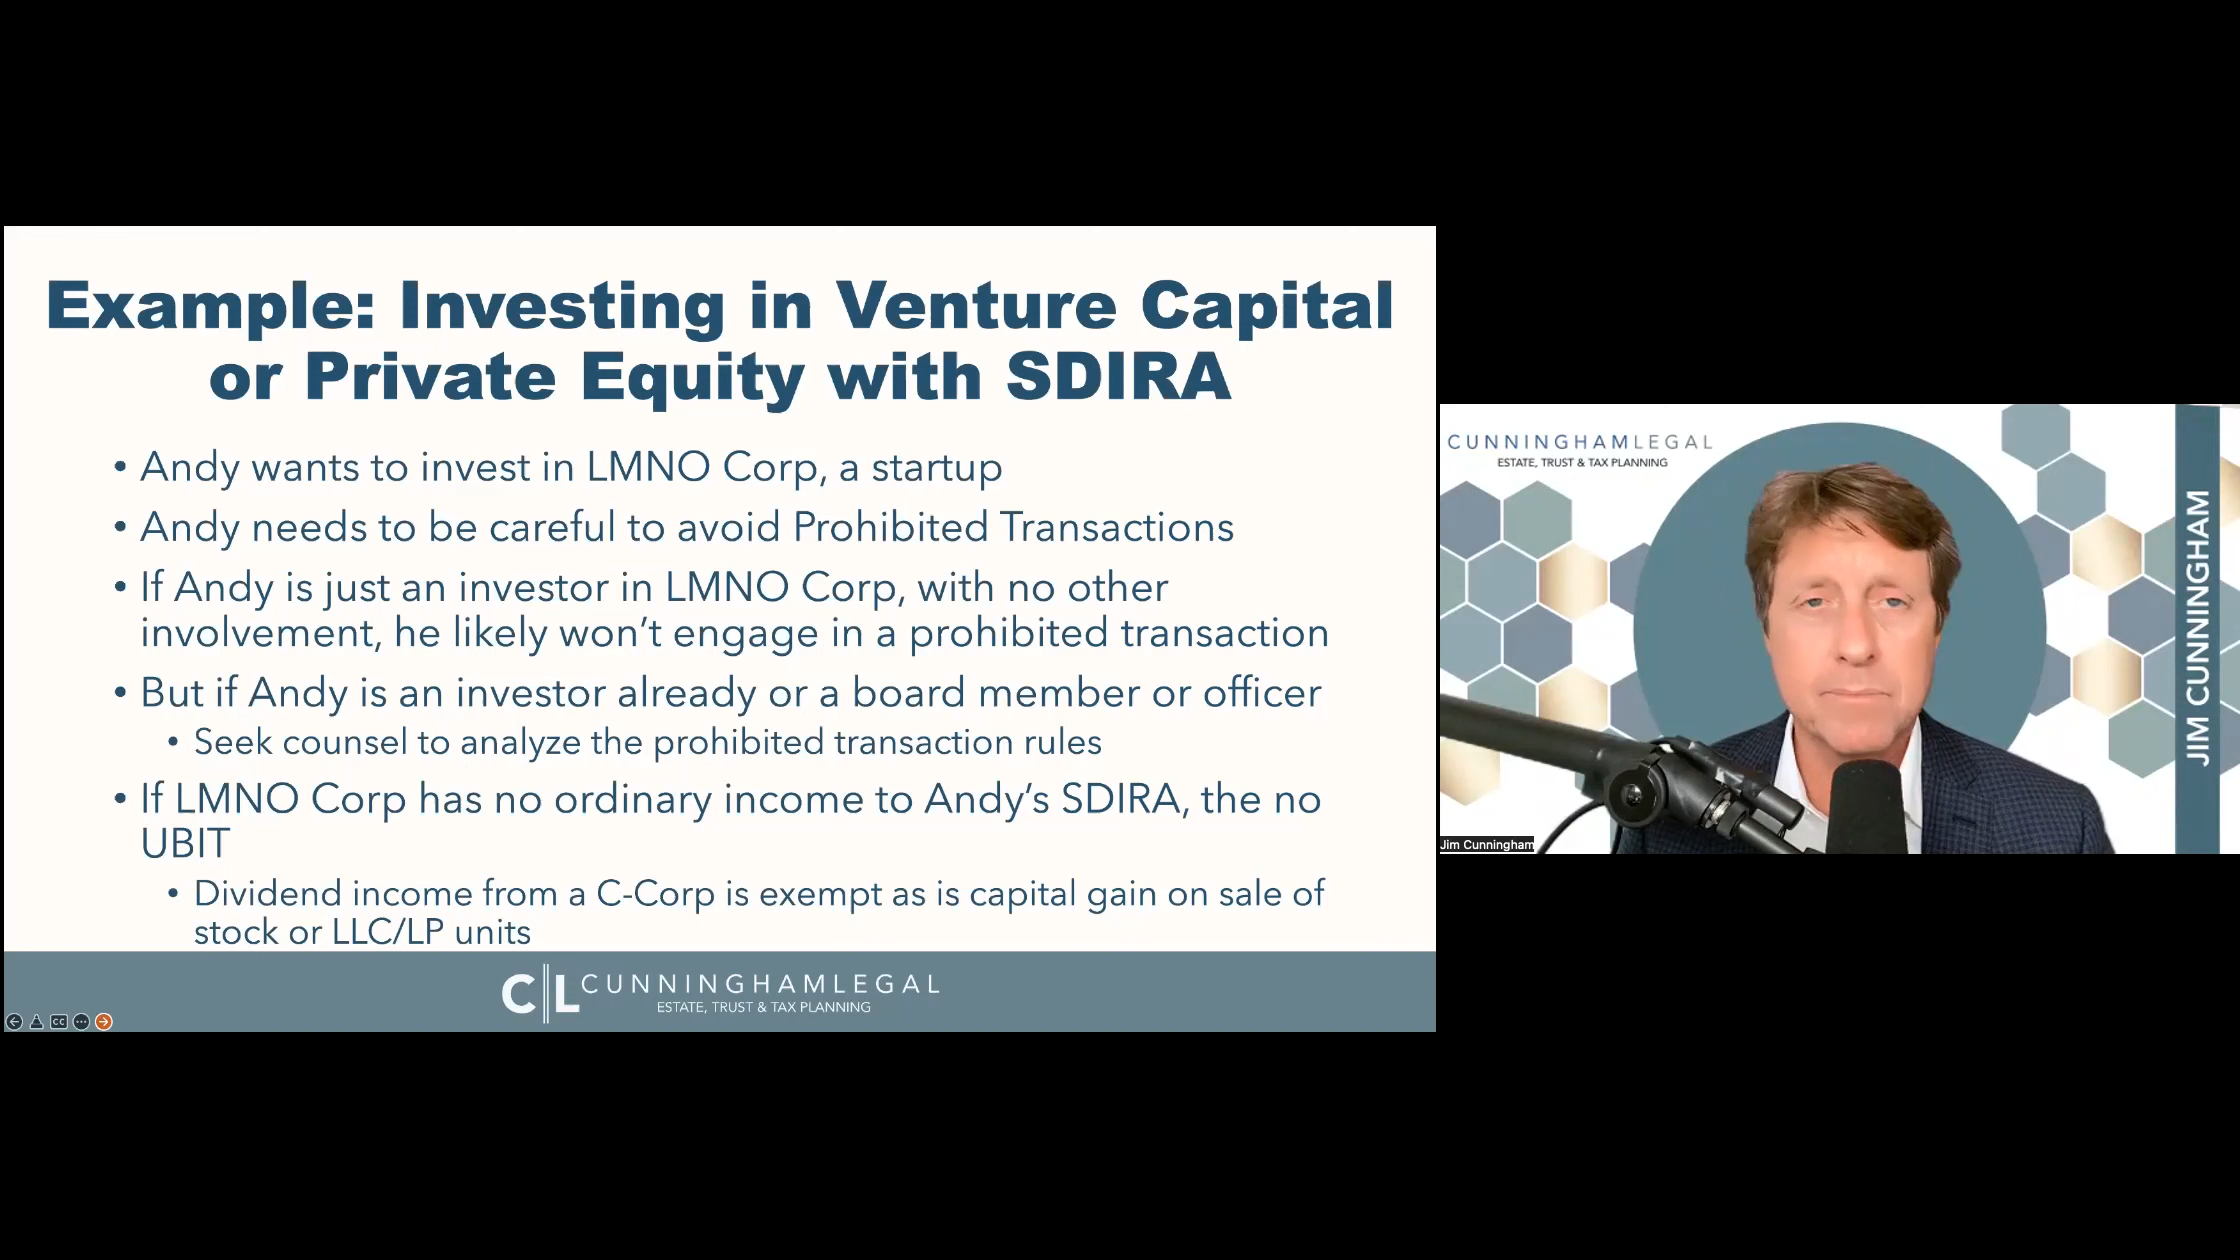 Example: Investing in Venture Capital
or Private Equity with SDIRA
• Andy wants to invest in LMNO Corp, a startup
• Andy needs to be careful to avoid Prohibited Transactions
• If Andy is just an investor in LMNO Corp, with no other
involvement, he likely won't engage in a prohibited transaction
• But if Andy is an investor already or a board member or officer
• Seek counsel to analyze the prohibited transaction rules
• If LMNO Corp has no ordinary income to Andy's SDIRA, the no
UBIT
• Dividend income from a C-Corp is exempt as is capital gain on sale of
stock or LLC/LP units
CL CUNNINGHAMLEGAL
ESTATE, TRUST & TAX PLANNING
CC
CUNNINGHAMLEGAL
ESTATE, TRUST & TAX PLANNING
JIM CUNNINGHAM
Jim Cunningham